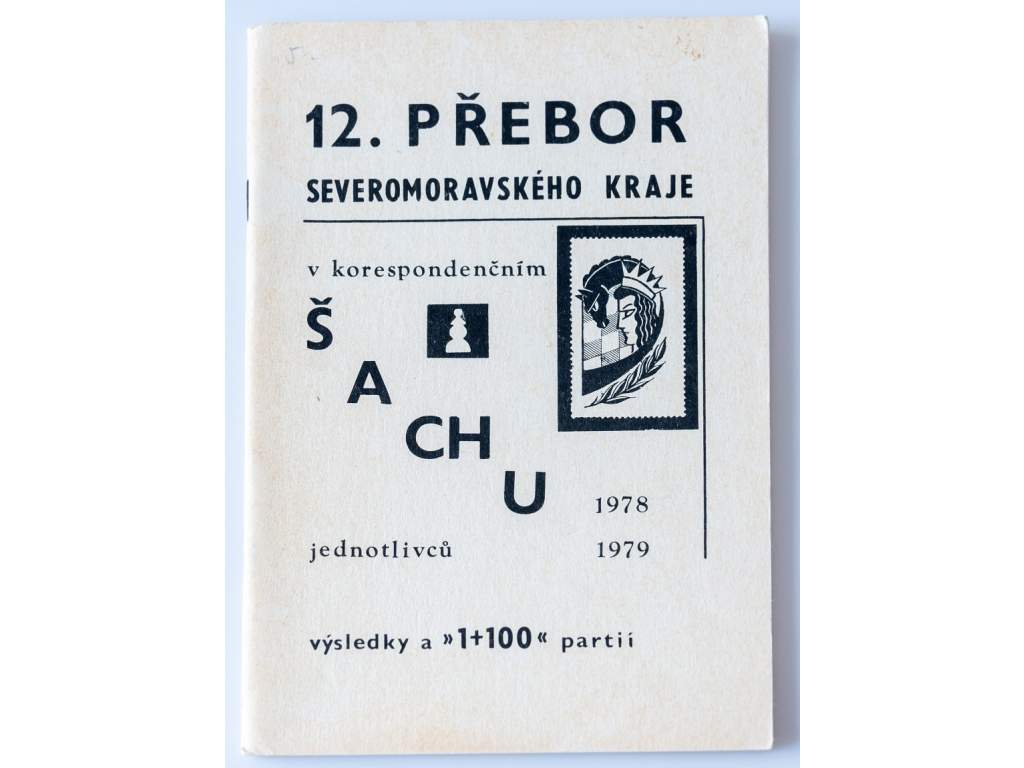 12. PŘEBOR
SEVEROMORAVSKÉHO KRAJE
v korespondenčním
Š
A
CH
U
1978
jednotlivců 1979
výsledky a »1+100« partií